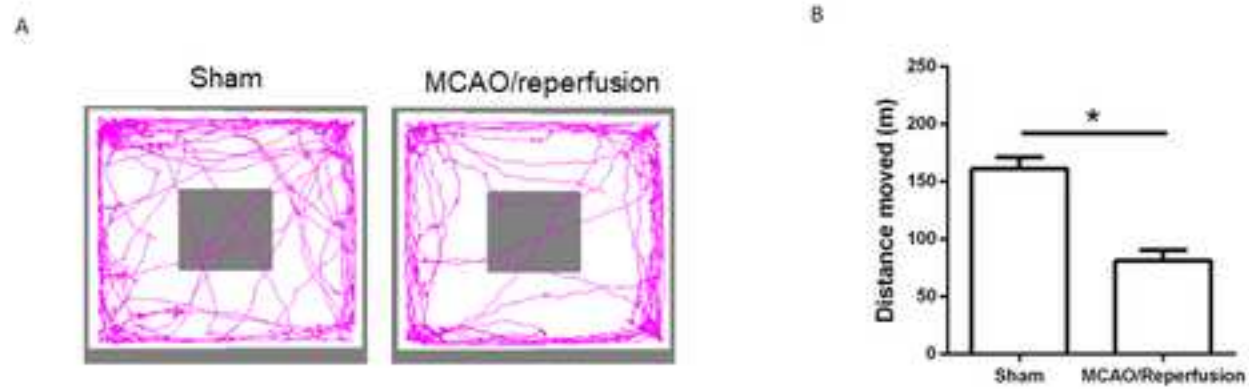 A
Sham
MCAO/reperfusion
B
Distance moved (m)
250
200
150
100
50
0
*
Sham
MCAO/Reperfusion